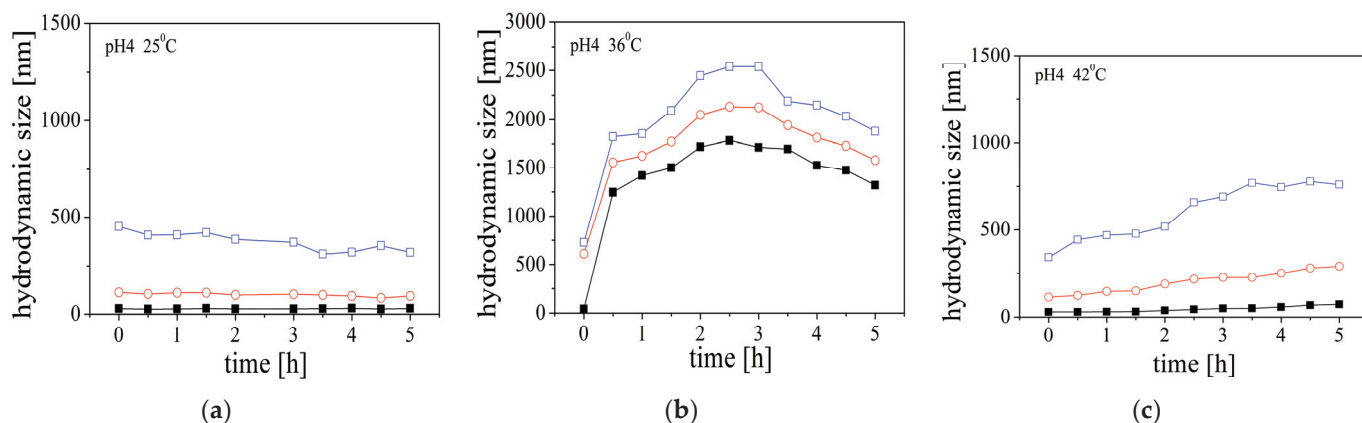 hydrodynamic size [nm]
1500
1000
500
0
pH4 25⁰C
0 1 2 3 4 5
time [h]
(a)
hydrodynamic size [nm]
3000
2500
2000
1500
1000
500
0
pH4 36⁰C
0 1 2 3 4 5
time [h]
(b)
hydrodynamic size [nm]
1500
1000
500
0
pH4 42⁰C
0 1 2 3 4 5
time [h]
(c)